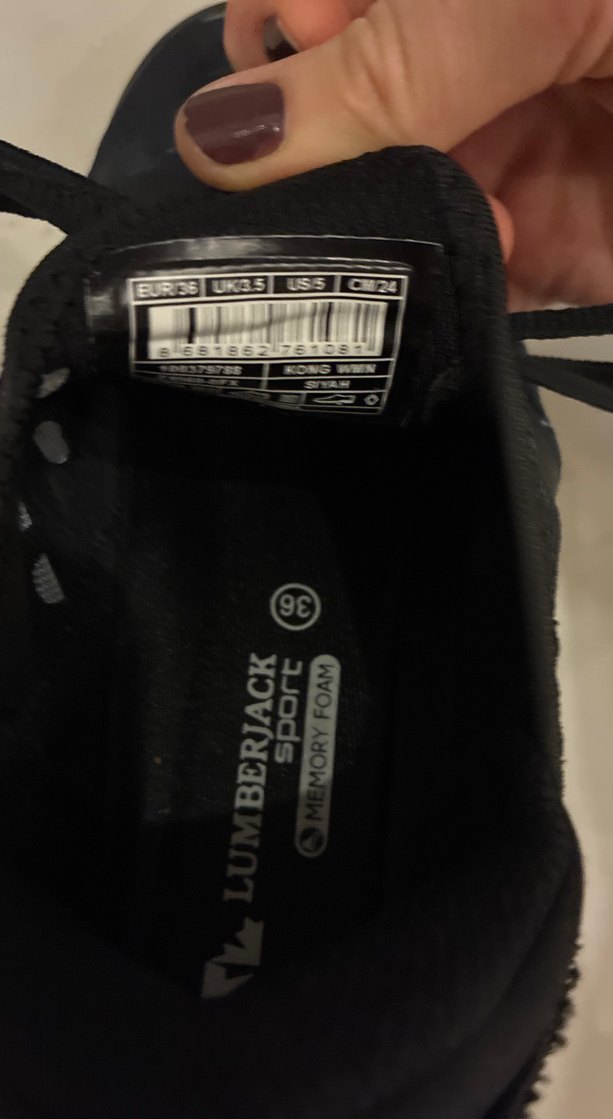 EUR/36 UK/3.5 US/5 CM/24
8 681862 761081
KONG WMN
SIYAH
36
LUMBERJACK
sport
MEMORY FOAM